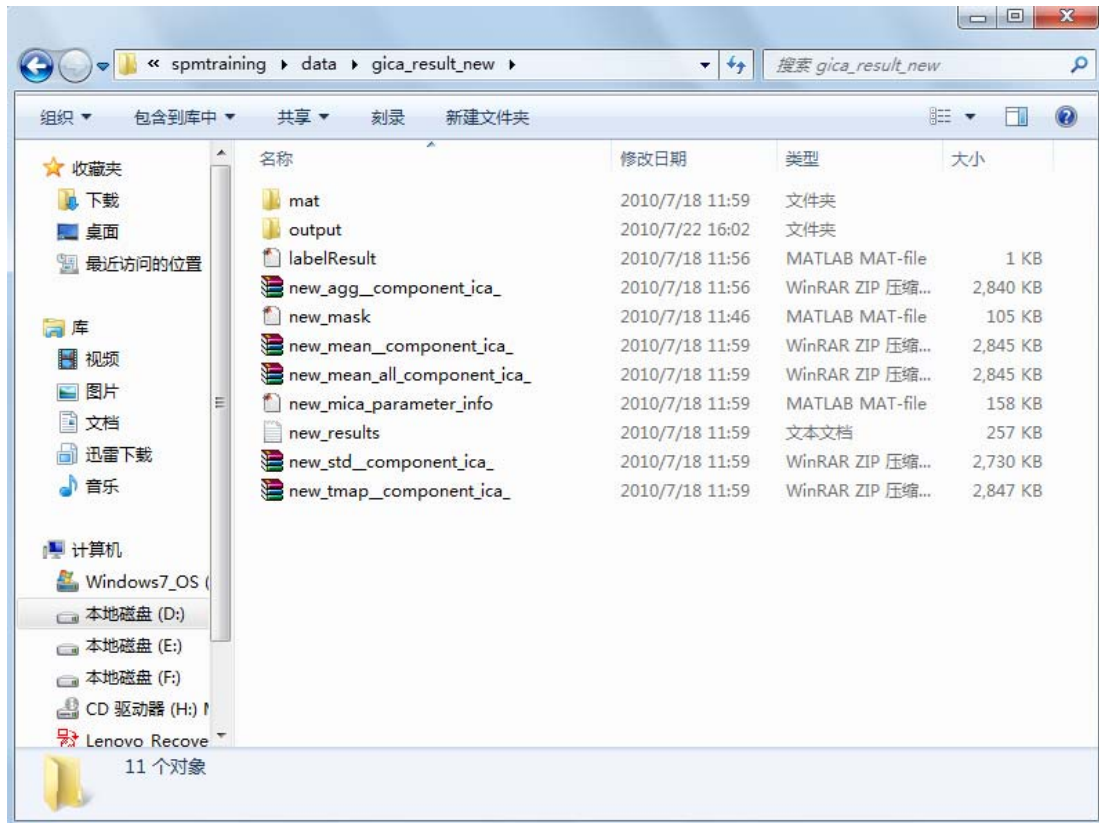 « spmtraining ▸ data ▸ gica_result_new ▸
搜索 gica_result_new
组织 包含到库中 共享 刻录 新建文件夹
收藏夹
下载
桌面
最近访问的位置
库
视频
图片
文档
迅雷下载
音乐
计算机
Windows7_OS (
本地磁盘 (D:)
本地磁盘 (E:)
本地磁盘 (F:)
CD 驱动器 (H:)
Lenovo Recove
名称 修改日期 类型 大小
mat 2010/7/18 11:59 文件夹
output 2010/7/22 16:02 文件夹
labelResult 2010/7/18 11:56 MATLAB MAT-file 1 KB
new_agg__component_ica_ 2010/7/18 11:56 WinRAR ZIP 压缩... 2,840 KB
new_mask 2010/7/18 11:46 MATLAB MAT-file 105 KB
new_mean__component_ica_ 2010/7/18 11:59 WinRAR ZIP 压缩... 2,845 KB
new_mean_all_component_ica_ 2010/7/18 11:59 WinRAR ZIP 压缩... 2,845 KB
new_mica_parameter_info 2010/7/18 11:59 MATLAB MAT-file 158 KB
new_results 2010/7/18 11:59 文本文档 257 KB
new_std__component_ica_ 2010/7/18 11:59 WinRAR ZIP 压缩... 2,730 KB
new_tmap__component_ica_ 2010/7/18 11:59 WinRAR ZIP 压缩... 2,847 KB
11 个对象